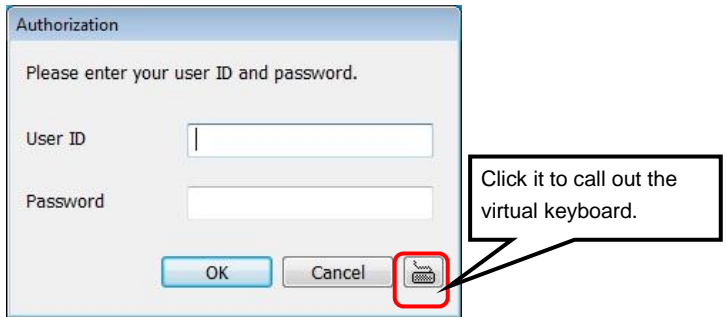 Authorization
Please enter your user ID and password.
User ID
Password
Click it to call out the
virtual keyboard.
OK
Cancel